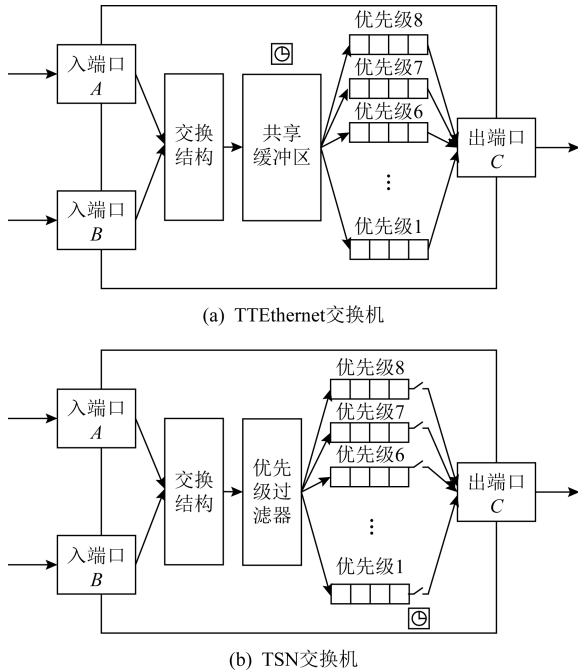 优先级8
入端口
A
优先级7
交换
结构
共享
缓冲区
优先级6
出端口
C
入端口
B
优先级1
(a) TTEthernet交换机
优先级8
入端口
A
优先级7
交换
结构
优先
级过
滤器
优先级6
出端口
C
入端口
B
优先级1
(b) TSN交换机